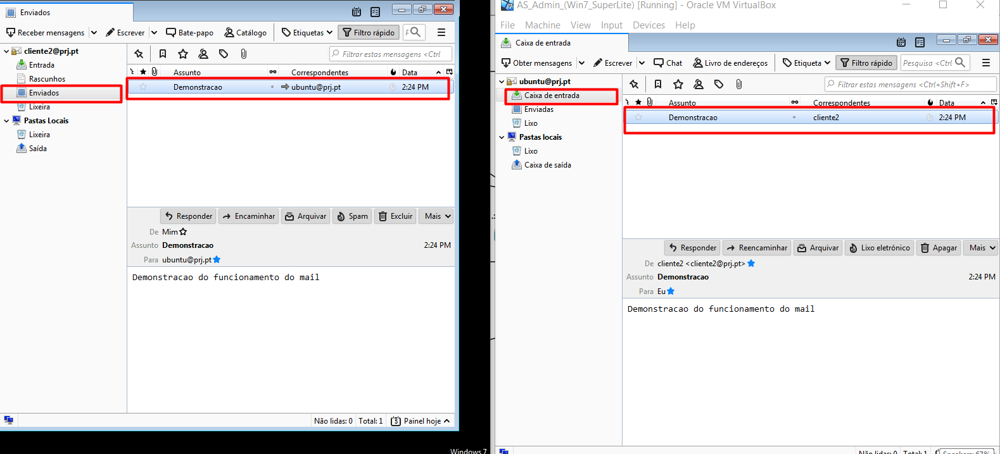 Enviados
Receber mensagens Escrever Bate-papo Catálogo Etiquetas Filtro rápido
cliente2@prj.pt
Entrada
Rascunhos
Enviados
Lixeira
Pastas Locais
Lixeira
Saída
Filtrar estas mensagens <Ctrl
Assunto Correspondentes Data
Demonstracao ubuntu@prj.pt 2:24 PM
Responder Encaminhar Arquivar Spam Excluir Mais
De Mim
Assunto Demonstracao 2:24 PM
Para ubuntu@prj.pt
Demonstracao do funcionamento do mail
Não lidas: 0 Total: 1 5 Painel hoje
Windows 7
AS_Admin_(Win7_SuperLite) [Running] - Oracle VM VirtualBox
File Machine View Input Devices Help
Caixa de entrada
Obter mensagens Escrever Chat Livro de endereços Etiqueta Filtro rápido Pesquisa <Ctrl
ubuntu@prj.pt
Caixa de entrada
Enviadas
Lixo
Pastas locais
Lixo
Caixa de saída
Filtrar estas mensagens <Ctrl+Shift+F>
Assunto Correspondentes Data
Demonstracao cliente2 2:24 PM
Responder Reencaminhar Arquivar Lixo eletrónico Apagar Mais
De cliente2 <cliente2@prj.pt>
Assunto Demonstracao 2:24 PM
Para Eu
Demonstracao do funcionamento do mail
Não lidas: 0 Total: 1 Speakers: 67%